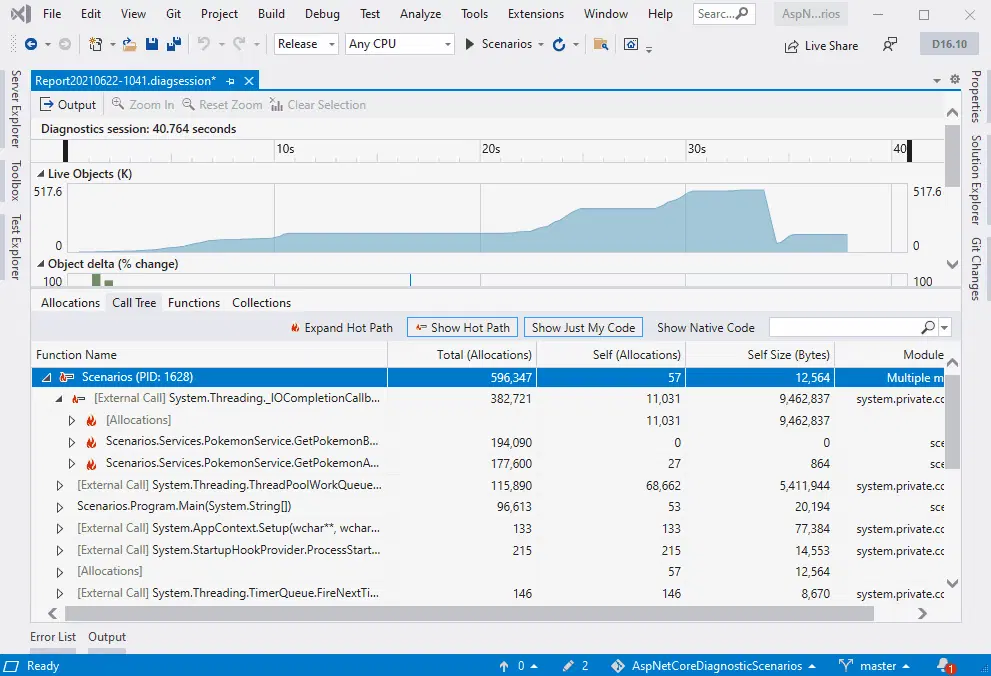 File Edit View Git Project Build Debug Test Analyze Tools Extensions Window Help Searc... AspN...rios
Release Any CPU Scenarios Live Share D16.10
Report20210622-1041.diagsession*
Output Zoom In Reset Zoom Clear Selection
Diagnostics session: 40.764 seconds
10s 20s 30s 40
Live Objects (K)
517.6 517.6
0 0
Object delta (% change)
100 100
Allocations Call Tree Functions Collections
Expand Hot Path Show Hot Path Show Just My Code Show Native Code
Function Name Total (Allocations) Self (Allocations) Self Size (Bytes) Module
Scenarios (PID: 1628) 596,347 57 12,564 Multiple m
[External Call] System.Threading._IOCompletionCallb... 382,721 11,031 9,462,837 system.private.cc
[Allocations] 11,031 9,462,837
Scenarios.Services.PokemonService.GetPokemonB... 194,090 0 0 sce
Scenarios.Services.PokemonService.GetPokemonA... 177,600 27 864 sce
[External Call] System.Threading.ThreadPoolWorkQueue... 115,890 68,662 5,411,944 system.private.cc
Scenarios.Program.Main(System.String[]) 96,613 53 20,194 sce
[External Call] System.AppContext.Setup(wchar**, wchar... 133 133 77,384 system.private.cc
[External Call] System.StartupHookProvider.ProcessStart... 215 215 14,553 system.private.cc
[Allocations] 57 12,564
[External Call] System.Threading.TimerQueue.FireNextTi... 146 146 8,670 system.private.cc
Error List Output
Ready 0 2 AspNetCoreDiagnosticScenarios master 1
Server Explorer
Toolbox
Test Explorer
Properties
Solution Explorer
Git Changes